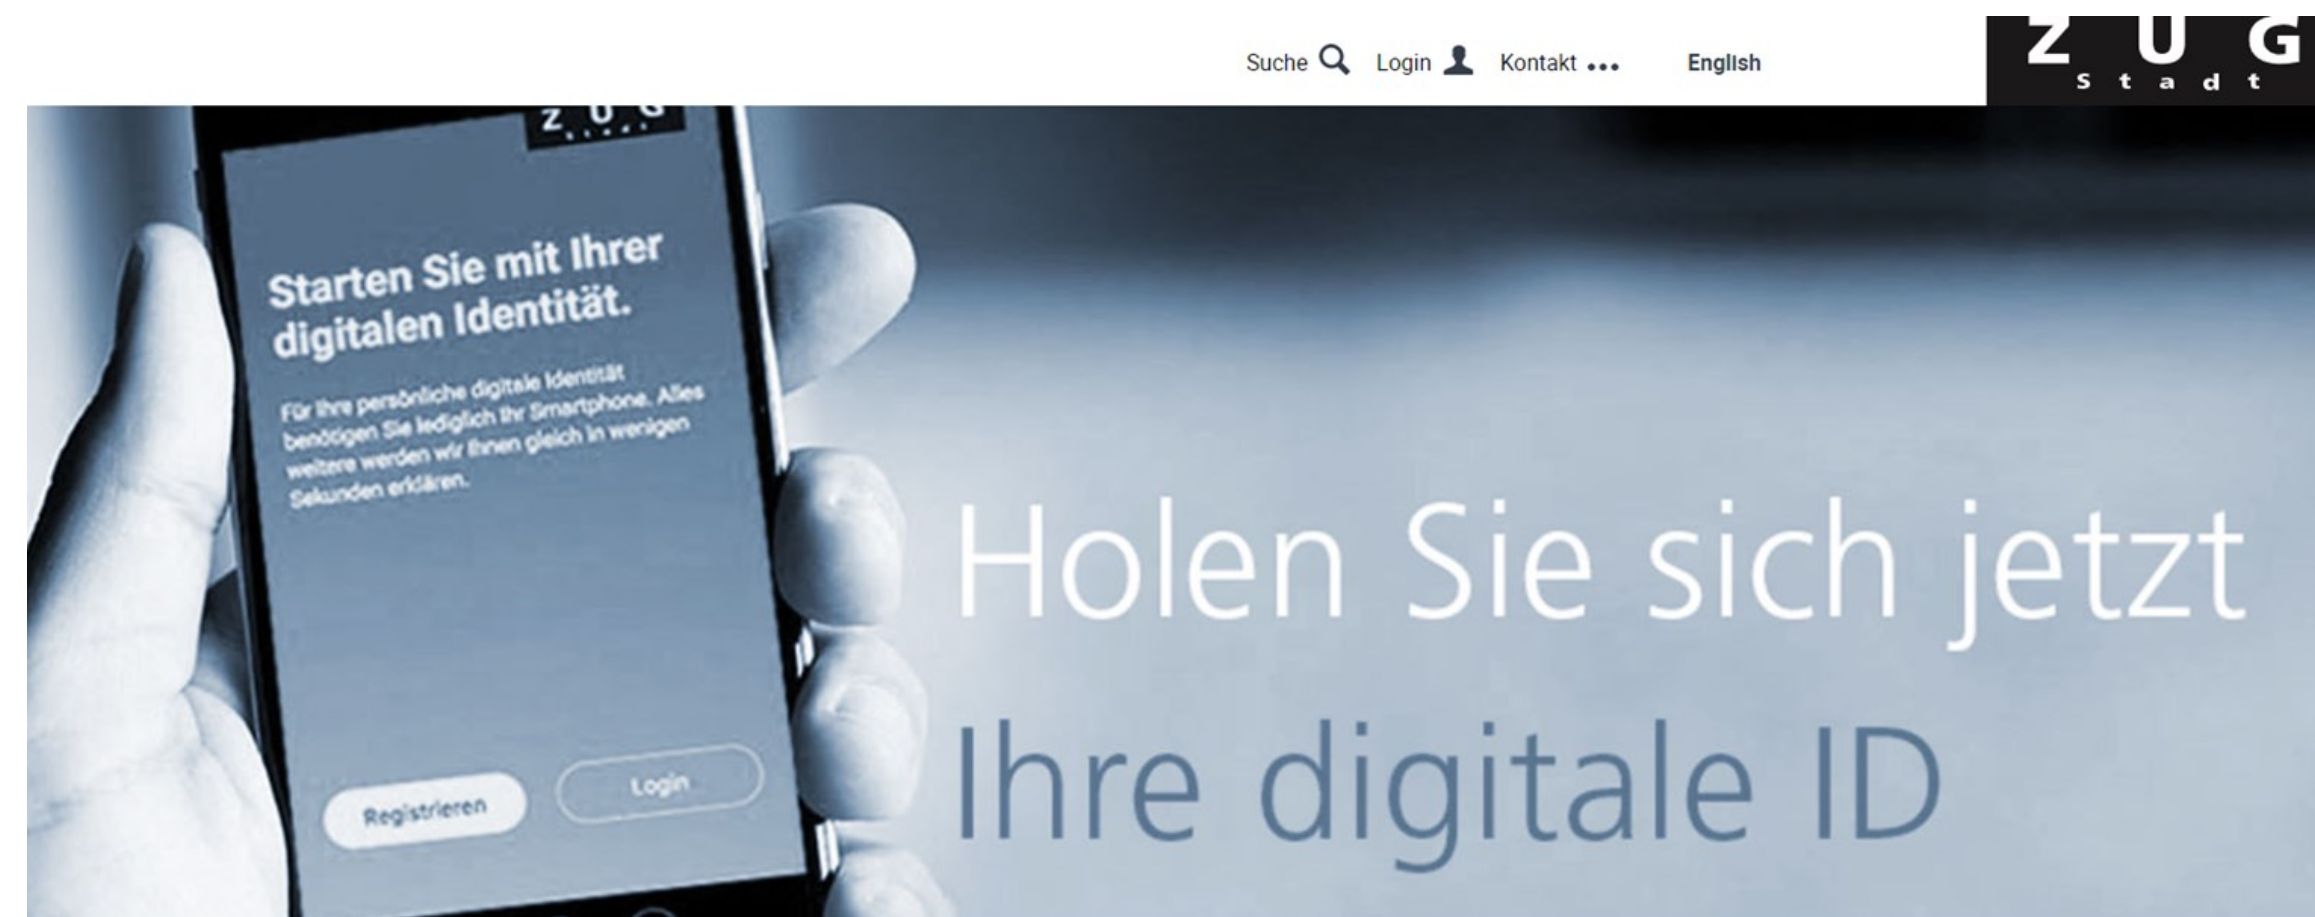 Suche Login Kontakt English
ZUG
Stadt
ZUG
Starten Sie mit Ihrer
digitalen Identität.
Für Ihre persönliche digitale Identität
benötigen Sie lediglich Ihr Smartphone. Alles
weitere werden wir Ihnen gleich in wenigen
Sekunden erklären.
Registrieren Login
Holen Sie sich jetzt
Ihre digitale ID